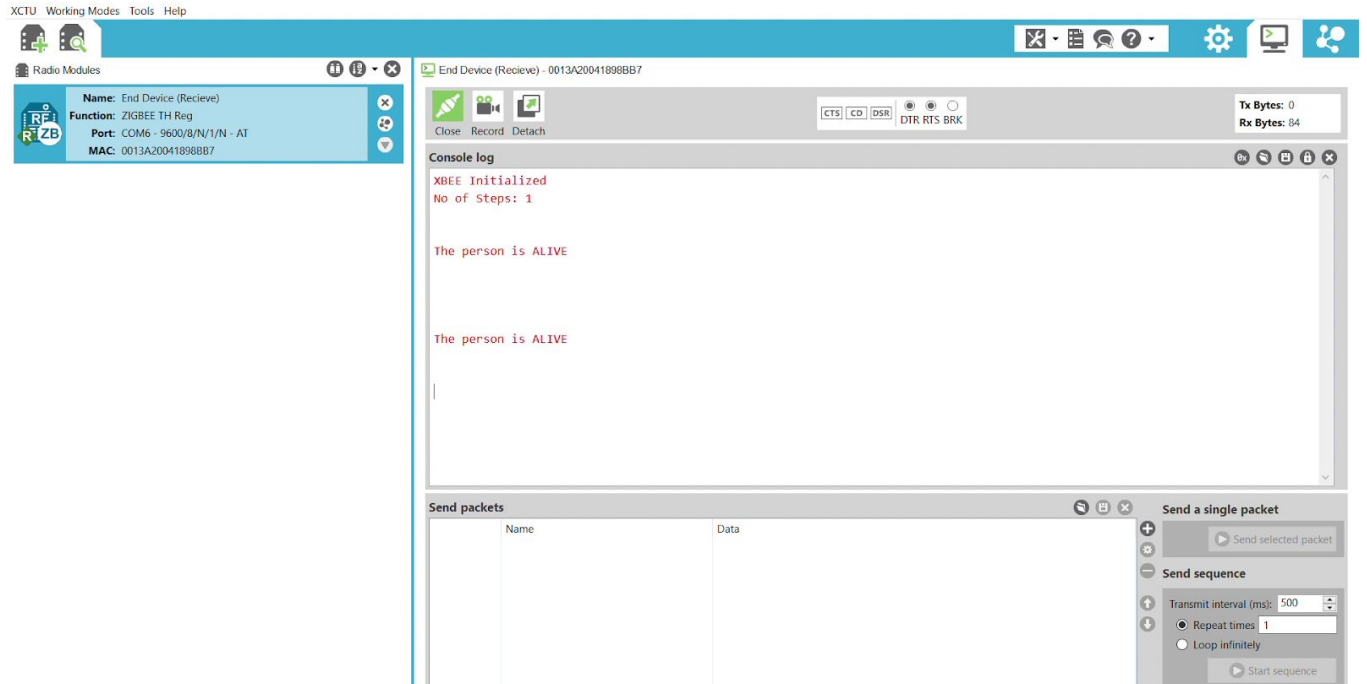 XCTU Working Modes Tools Help
Radio Modules
Name: End Device (Recieve)
Function: ZIGBEE TH Reg
Port: COM6 - 9600/8/N/1/N - AT
MAC: 0013A20041898BB7
RF
R ZB
End Device (Recieve) - 0013A20041898BB7
Close Record Detach
CTS CD DSR
DTR RTS BRK
Tx Bytes: 0
Rx Bytes: 84
Console log
XBEE Initialized
No of Steps: 1
The person is ALIVE
The person is ALIVE
Send packets
Name Data
Send a single packet
Send selected packet
Send sequence
Transmit interval (ms): 500
Repeat times 1
Loop infinitely
Start sequence